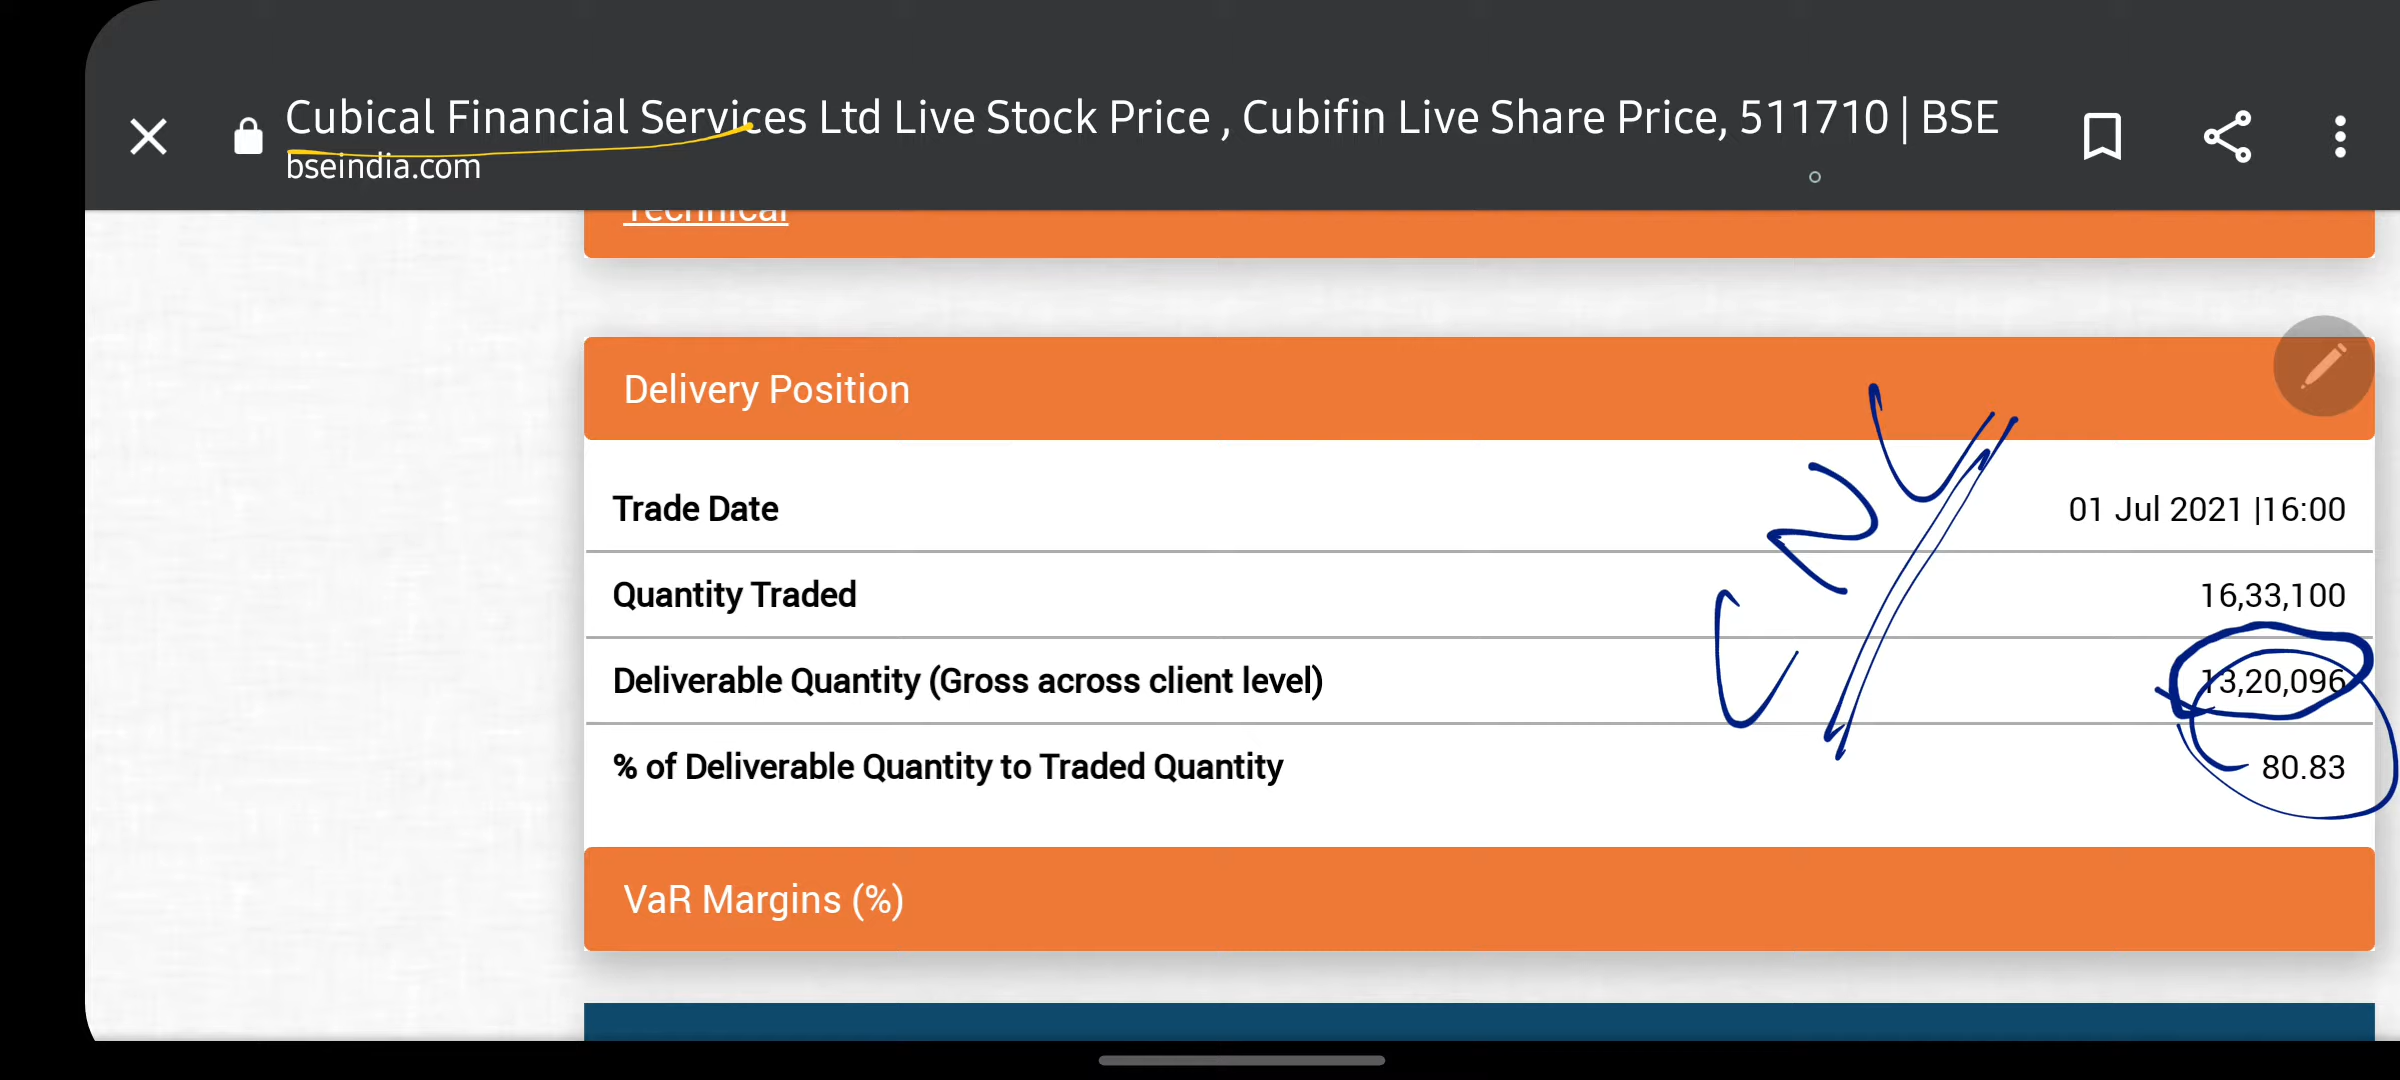 Cubical Financial Services Ltd Live Stock Price , Cubifin Live Share Price, 511710 | BSE
bseindia.com
Technical
Delivery Position
Trade Date 01 Jul 2021 |16:00
Quantity Traded 16,33,100
Deliverable Quantity (Gross across client level) 13,20,096
% of Deliverable Quantity to Traded Quantity 80.83
CNC
VaR Margins (%)